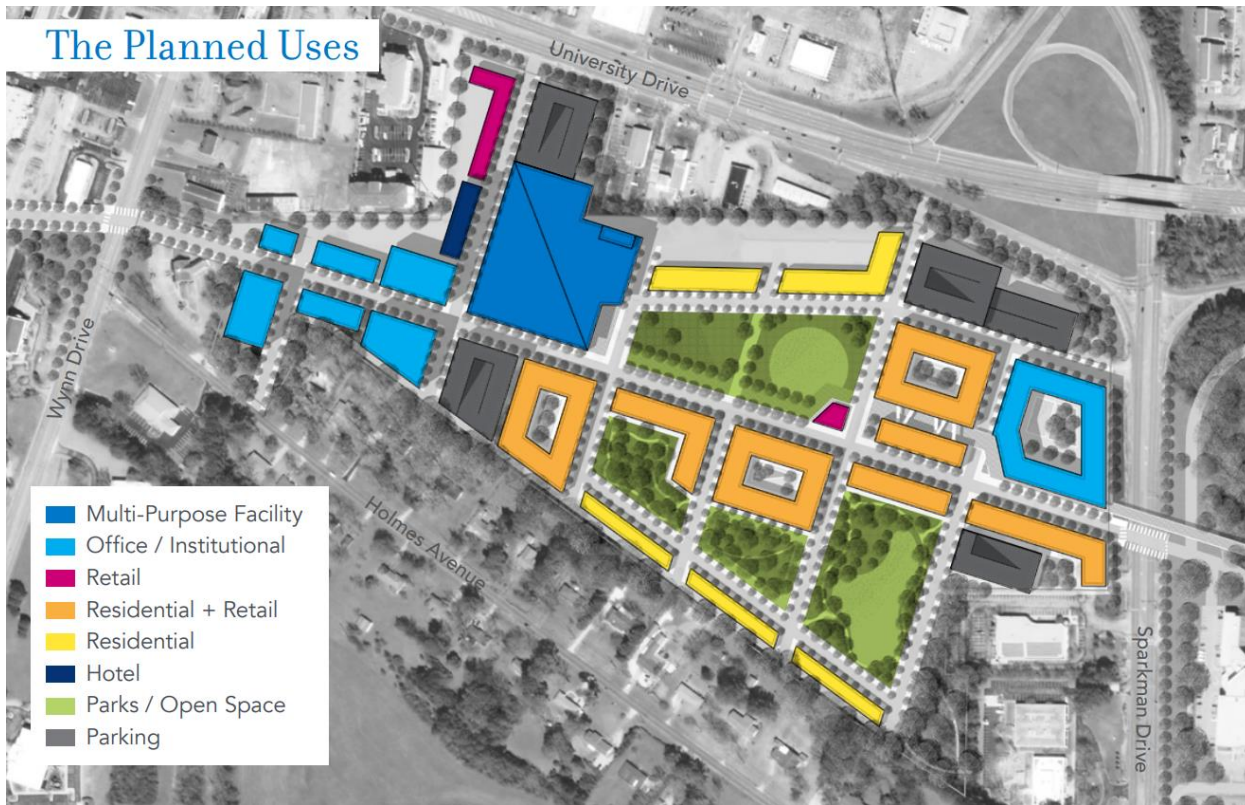 The Planned Uses
University Drive
Wynn Drive
Holmes Avenue
Sparkman Drive
Multi-Purpose Facility
Office / Institutional
Retail
Residential + Retail
Residential
Hotel
Parks / Open Space
Parking